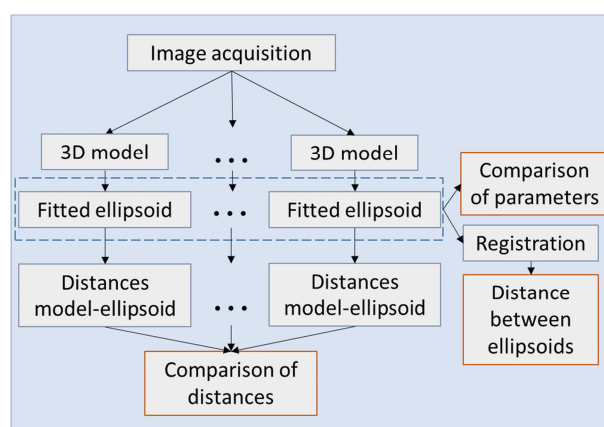 Image acquisition
3D model
...
3D model
Fitted ellipsoid
...
Fitted ellipsoid
Distances
model-ellipsoid
...
Distances
model-ellipsoid
Comparison of
distances
Comparison
of parameters
Registration
Distance
between
ellipsoids